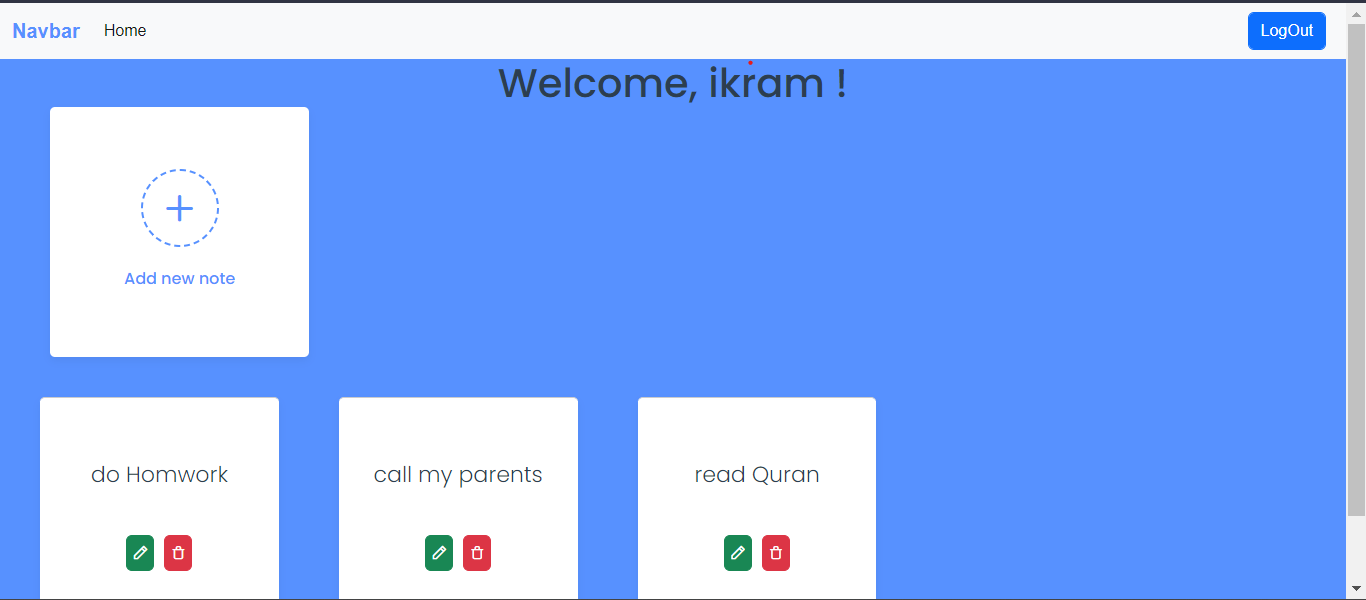 Navbar Home LogOut
Welcome, ikram !
Add new note
do Homwork
call my parents
read Quran